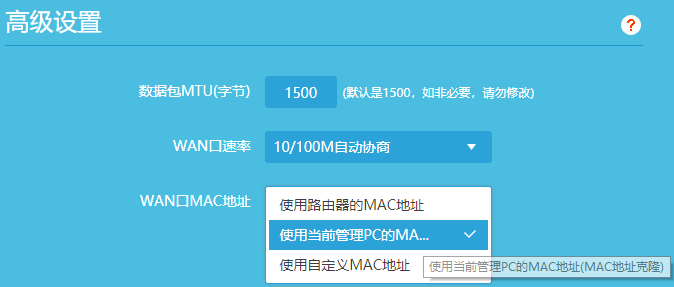 高级设置
?
数据包MTU(字节) 1500 (默认是1500，如非必要，请勿修改)
WAN口速率 10/100M自动协商
WAN口MAC地址
使用路由器的MAC地址
使用当前管理PC的MA...
使用自定义MAC地址
使用当前管理PC的MAC地址(MAC地址克隆)